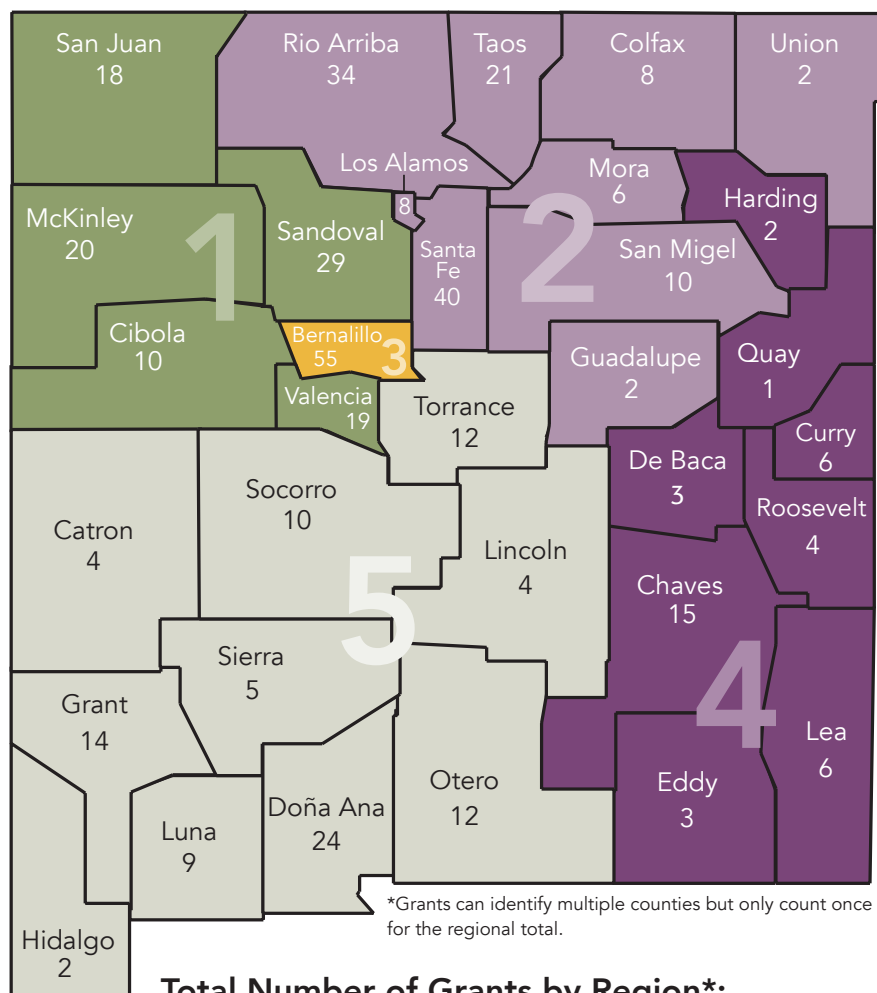 San Juan
18
Rio Arriba
34
Taos
21
Colfax
8
Union
2
Los Alamos
8
Mora
6
Harding
2
McKinley
20
1
Sandoval
29
Santa
Fe
40
2
San Migel
10
Cibola
10
Bernalillo
55
3
Valencia
19
Torrance
12
Guadalupe
2
Quay
1
Curry
6
De Baca
3
Roosevelt
4
Catron
4
Socorro
10
Lincoln
4
5
Chaves
15
Sierra
5
4
Grant
14
Lea
6
Otero
12
Eddy
3
Doña Ana
24
Luna
9
Hidalgo
2
*Grants can identify multiple counties but only count once
for the regional total.
Total Number of Grants by Region*: